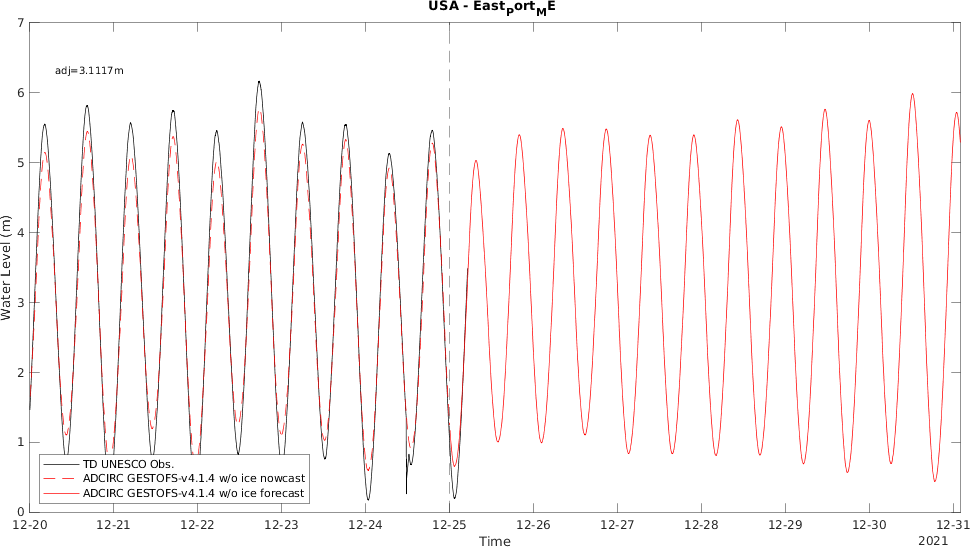 USA - EastPortME
7
adj=3.1117m
6
5
4
Water Level (m)
3
2
1
TD UNESCO Obs.
ADCIRC GESTOFS-v4.1.4 w/o ice nowcast
ADCIRC GESTOFS-v4.1.4 w/o ice forecast
0
12-20 12-21 12-22 12-23 12-24 12-25 12-26 12-27 12-28 12-29 12-30 12-31
Time
2021